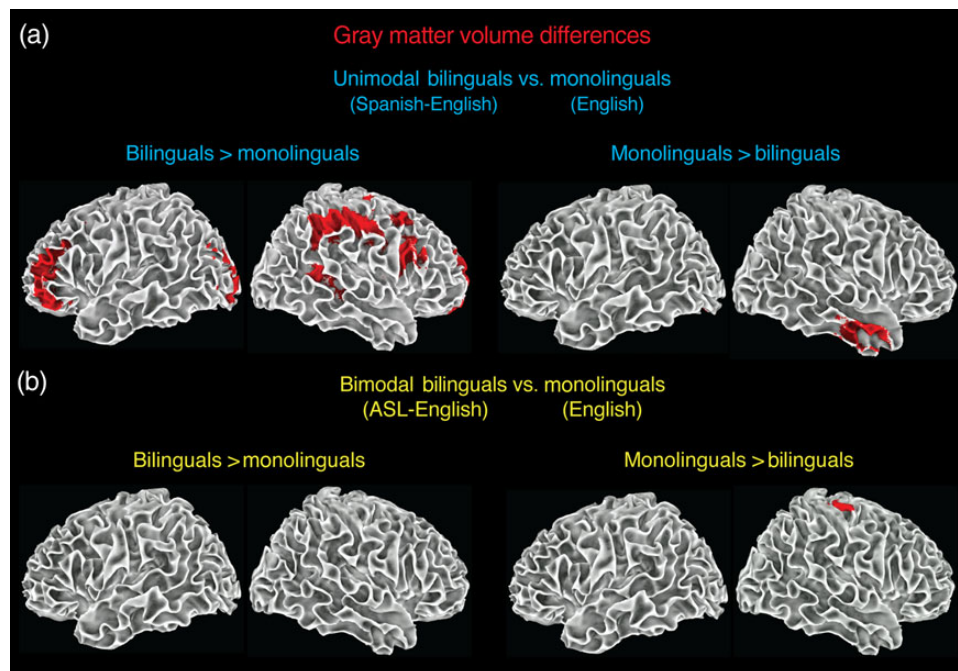 (a)
Gray matter volume differences
Unimodal bilinguals vs. monolinguals
(Spanish-English) (English)
Bilinguals > monolinguals Monolinguals > bilinguals
(b)
Bimodal bilinguals vs. monolinguals
(ASL-English) (English)
Bilinguals > monolinguals Monolinguals > bilinguals